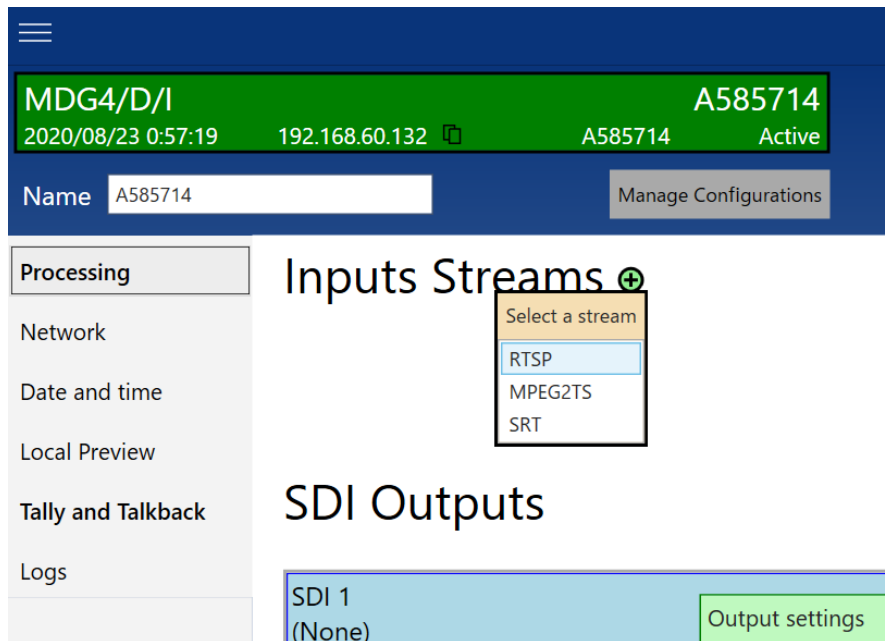 MDG4/D/I A585714
2020/08/23 0:57:19 192.168.60.132 A585714 Active
Name A585714 Manage Configurations
Processing
Network
Date and time
Local Preview
Tally and Talkback
Logs
Inputs Streams
Select a stream
RTSP
MPEG2TS
SRT
SDI Outputs
SDI 1
(None)
Output settings